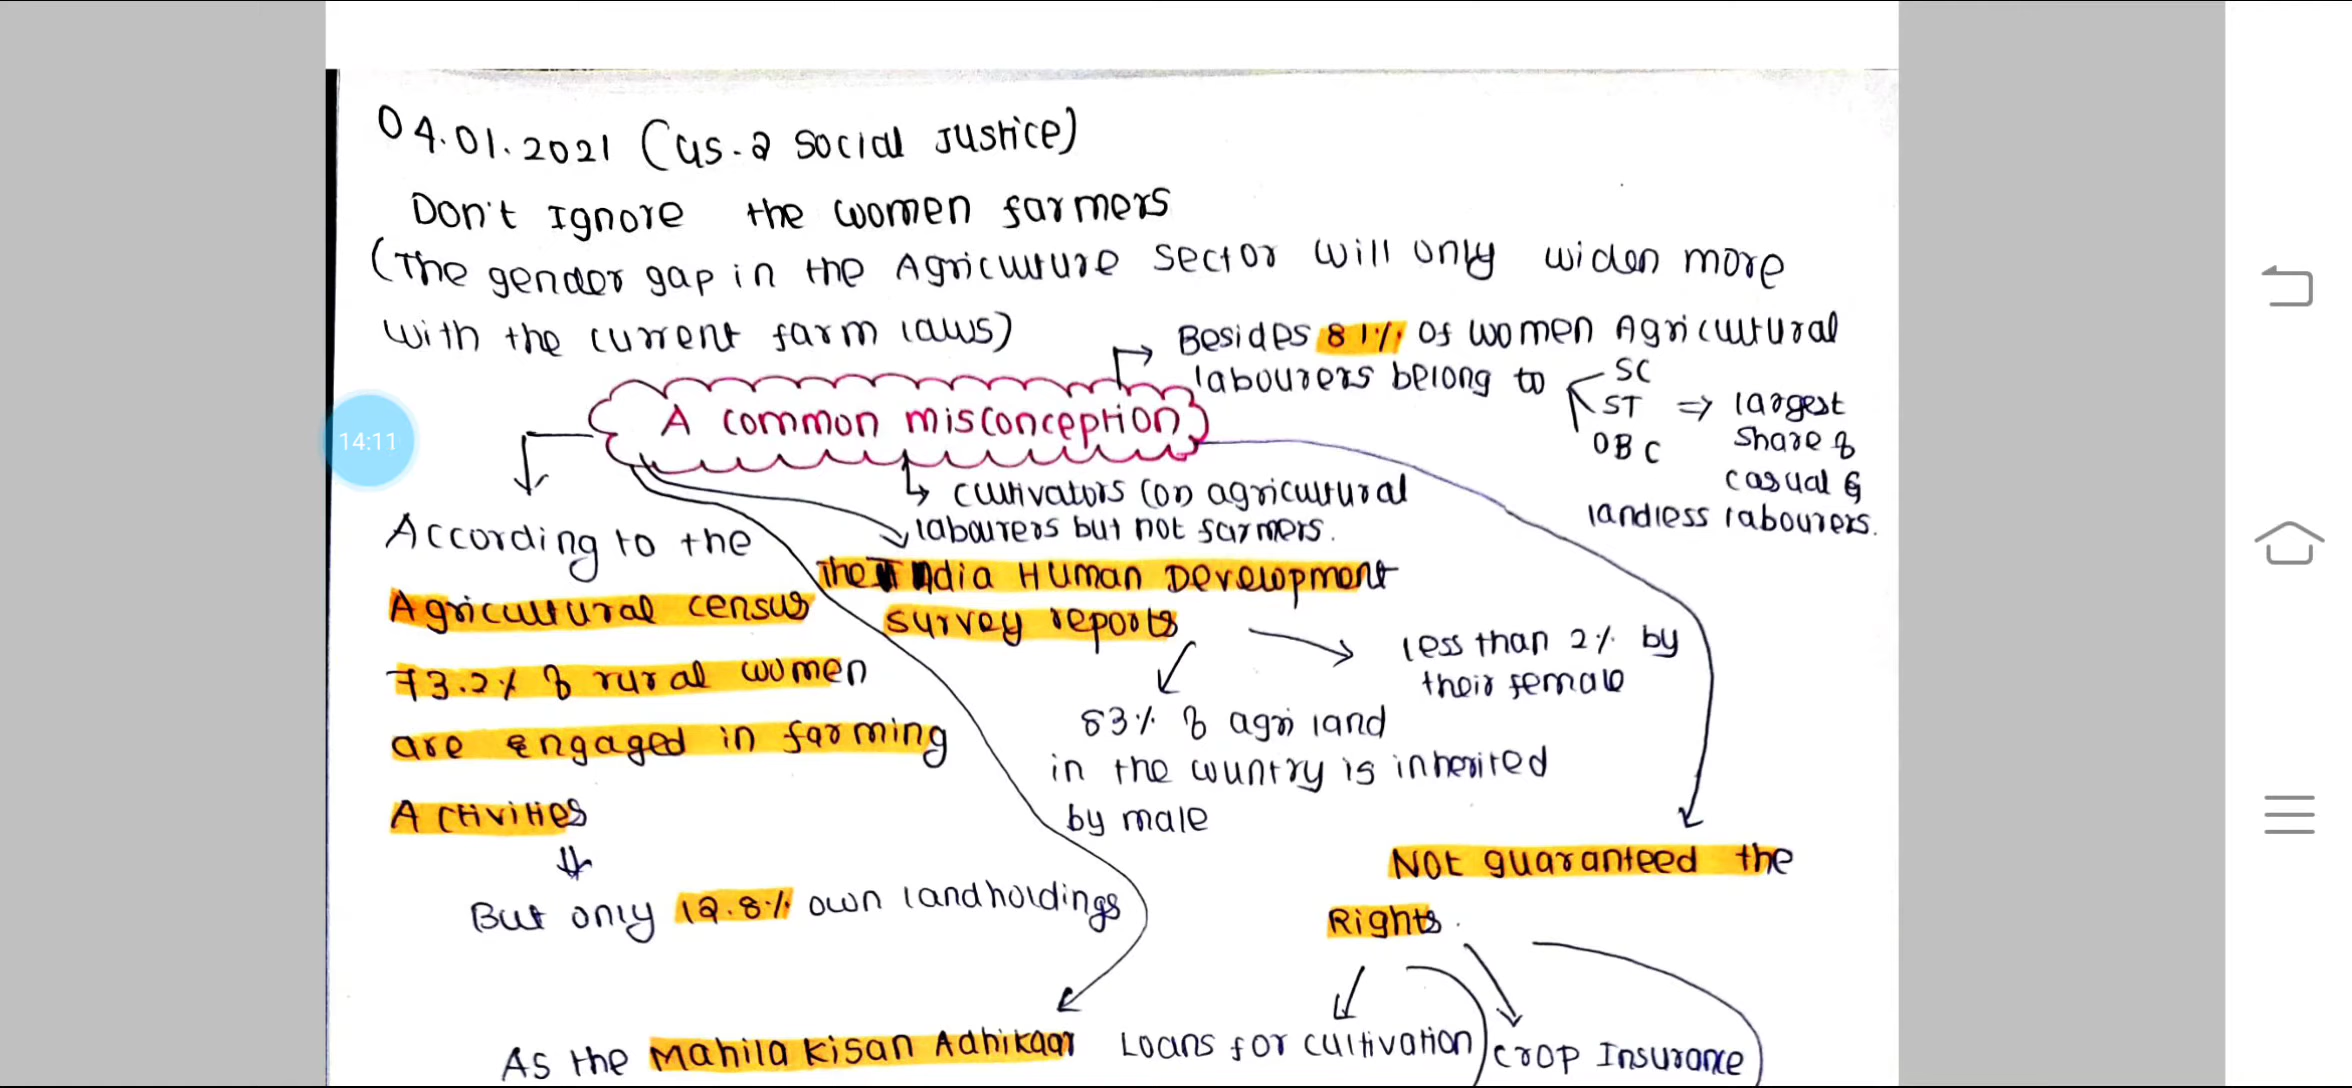 04.01.2021 (GS-2 Social Justice)
Don't Ignore the women farmers
(The gender gap in the Agriculture Sector will only widen more
with the current farm laws)
Besides 81% of women Agricultural
labourers belong to
SC
ST
OBC
=> largest
share of
casual &
landless labourers.
A common misconception
14:11
cultivators (or) agricultural
labourers but not farmers.
According to the
Agricultural census
73.2% of rural women
are engaged in farming
Activities
But only 12.8% own landholdings
The India Human Development
survey reports
less than 2% by
their female
83% of agri land
in the country is inherited
by male
Not guaranteed the
Rights.
As the Mahila Kisan Adhikaar
Loans for cultivation
crop Insurance